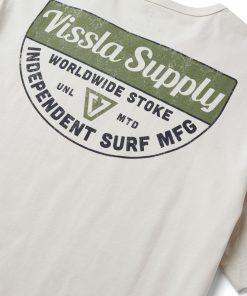 Vissla Supply
WORLDWIDE STOKE
UNL MTD
INDEPENDENT SURF MFG